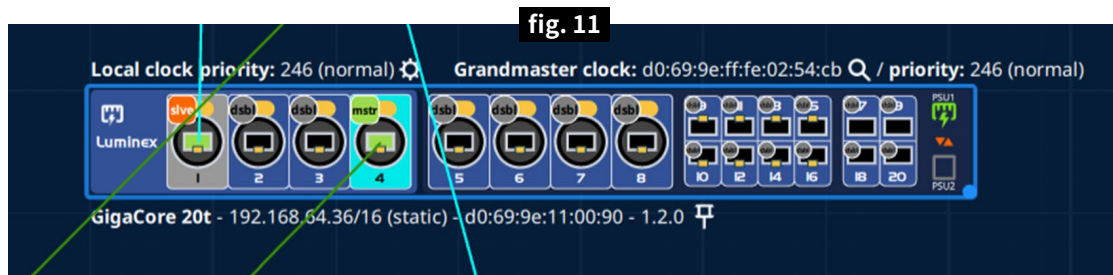 fig. 11
Local clock priority: 246 (normal) Grandmaster clock: d0:69:9e:ff:fe:02:54:cb / priority: 246 (normal)
slve dsbl dsbl mstr dsbl dsbl dsbl dsbl PSU1
Luminex
1 2 3 4 5 6 7 8 10 12 14 16 18 20 PSU2
GigaCore 20t - 192.168.64.36/16 (static) - d0:69:9e:11:00:90 - 1.2.0